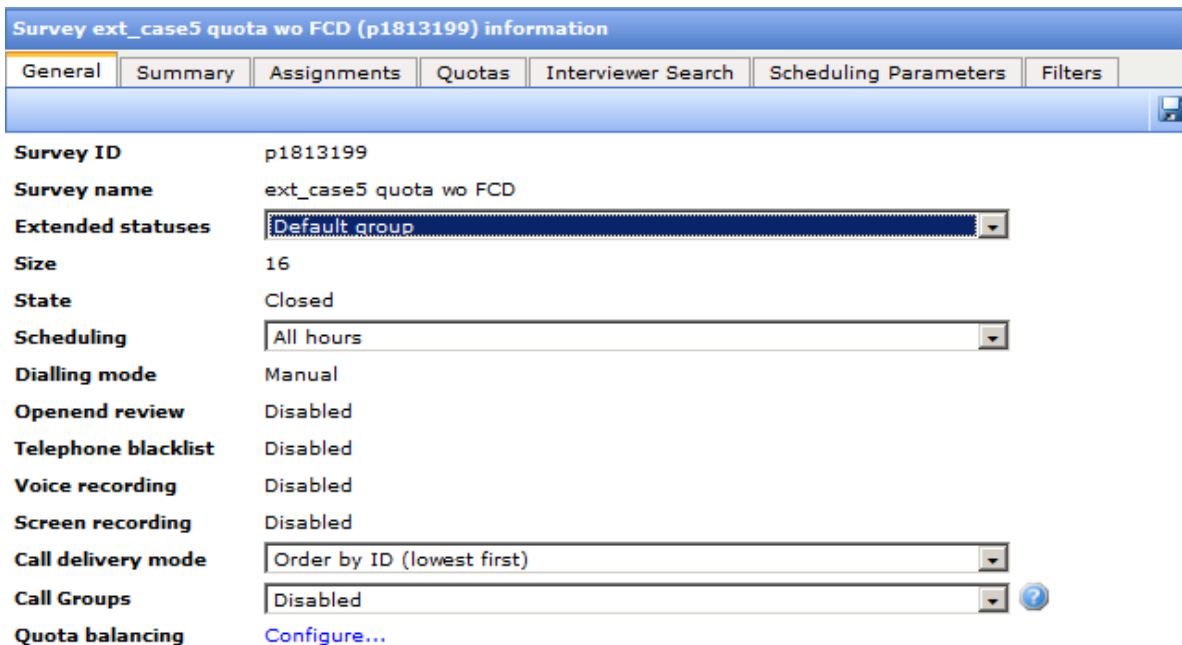 Survey ext_case5 quota wo FCD (p1813199) information
General Summary Assignments Quotas Interviewer Search Scheduling Parameters Filters
Survey ID p1813199
Survey name ext_case5 quota wo FCD
Extended statuses Default group
Size 16
State Closed
Scheduling All hours
Dialling mode Manual
Openend review Disabled
Telephone blacklist Disabled
Voice recording Disabled
Screen recording Disabled
Call delivery mode Order by ID (lowest first)
Call Groups Disabled ?
Quota balancing Configure...